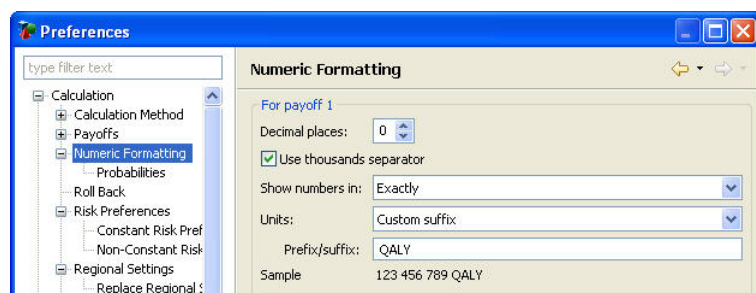 Preferences
type filter text
Calculation
Calculation Method
Payoffs
Numeric Formatting
Probabilities
Roll Back
Risk Preferences
Constant Risk Pref
Non-Constant Risk
Regional Settings
Replace Regional S
Numeric Formatting
For payoff 1
Decimal places: 0
Use thousands separator
Show numbers in: Exactly
Units: Custom suffix
Prefix/suffix: QALY
Sample 123 456 789 QALY